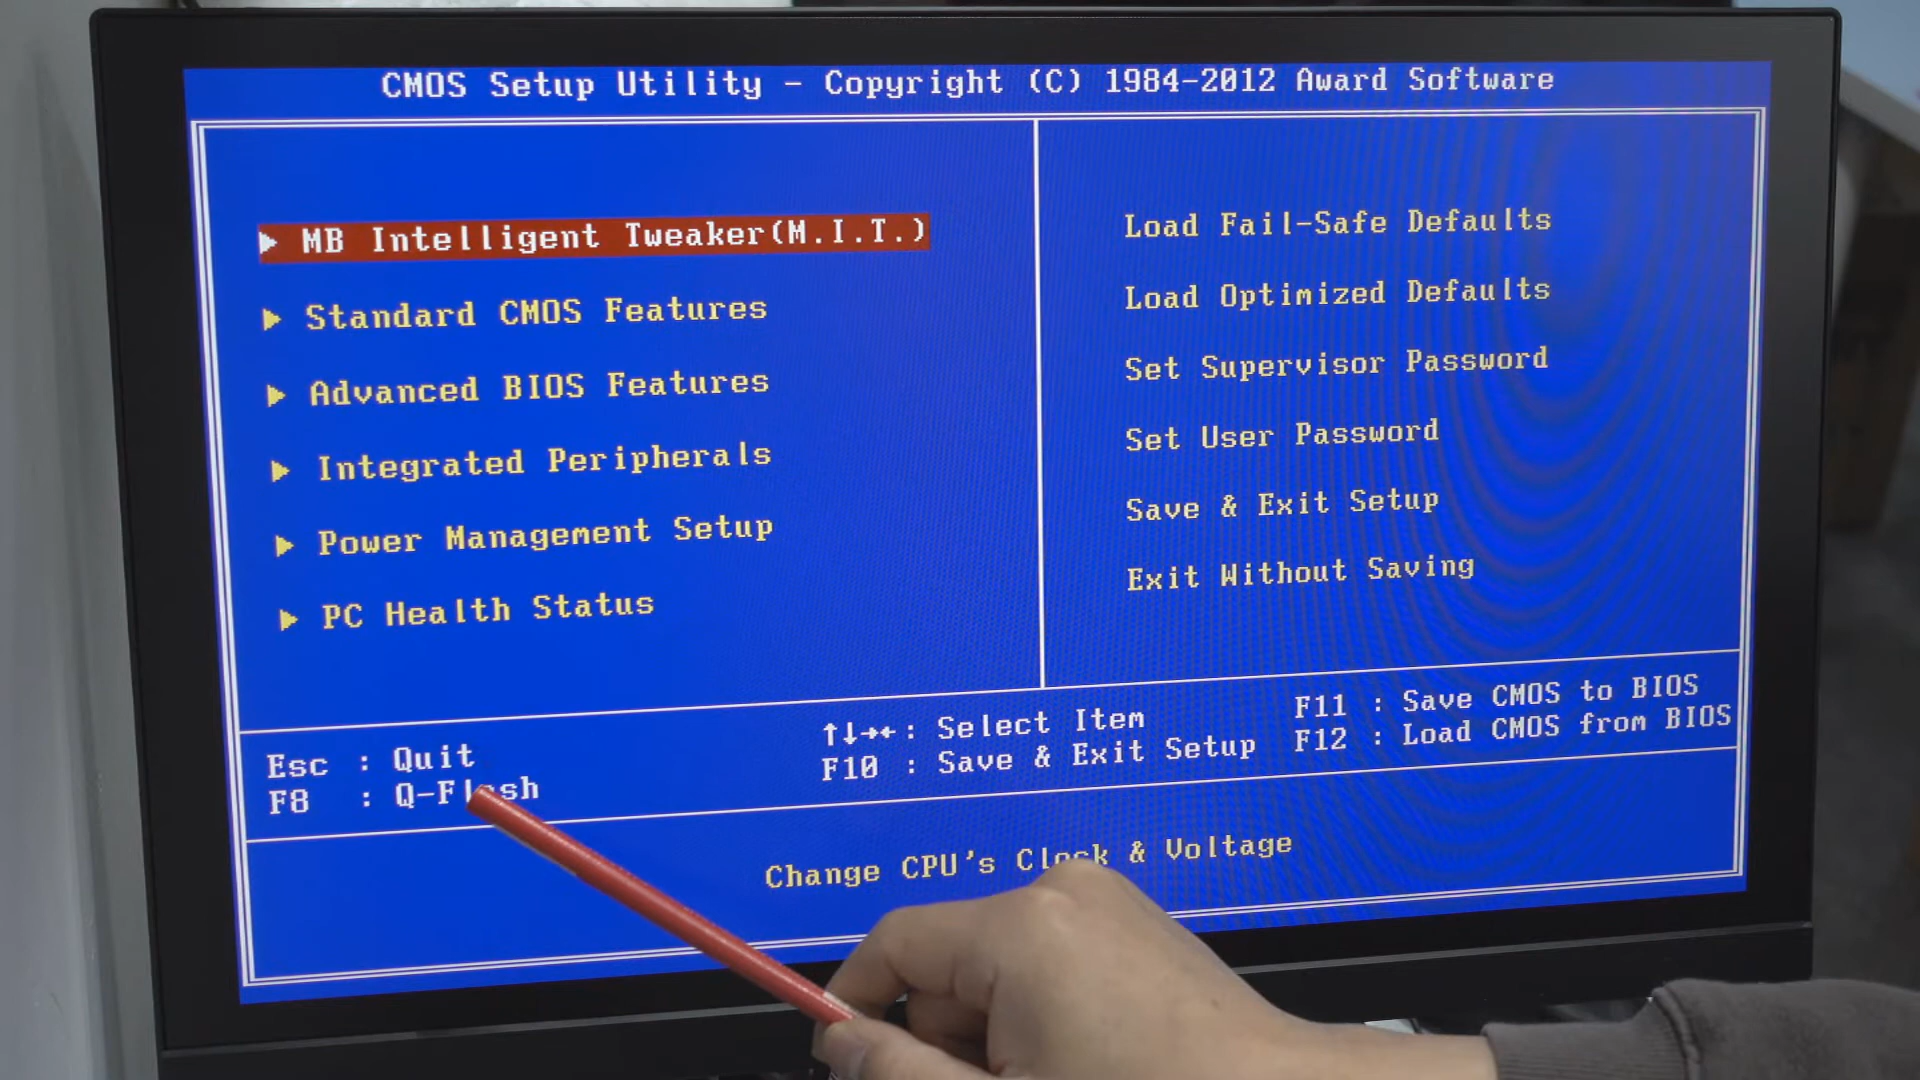 CMOS Setup Utility - Copyright (C) 1984-2012 Award Software
▶ MB Intelligent Tweaker(M.I.T.)
▶ Standard CMOS Features
▶ Advanced BIOS Features
▶ Integrated Peripherals
▶ Power Management Setup
▶ PC Health Status
Load Fail-Safe Defaults
Load Optimized Defaults
Set Supervisor Password
Set User Password
Save & Exit Setup
Exit Without Saving
Esc : Quit
F8 : Q-Flash
↑↓→←: Select Item
F10 : Save & Exit Setup
F11 : Save CMOS to BIOS
F12 : Load CMOS from BIOS
Change CPU's Clock & Voltage